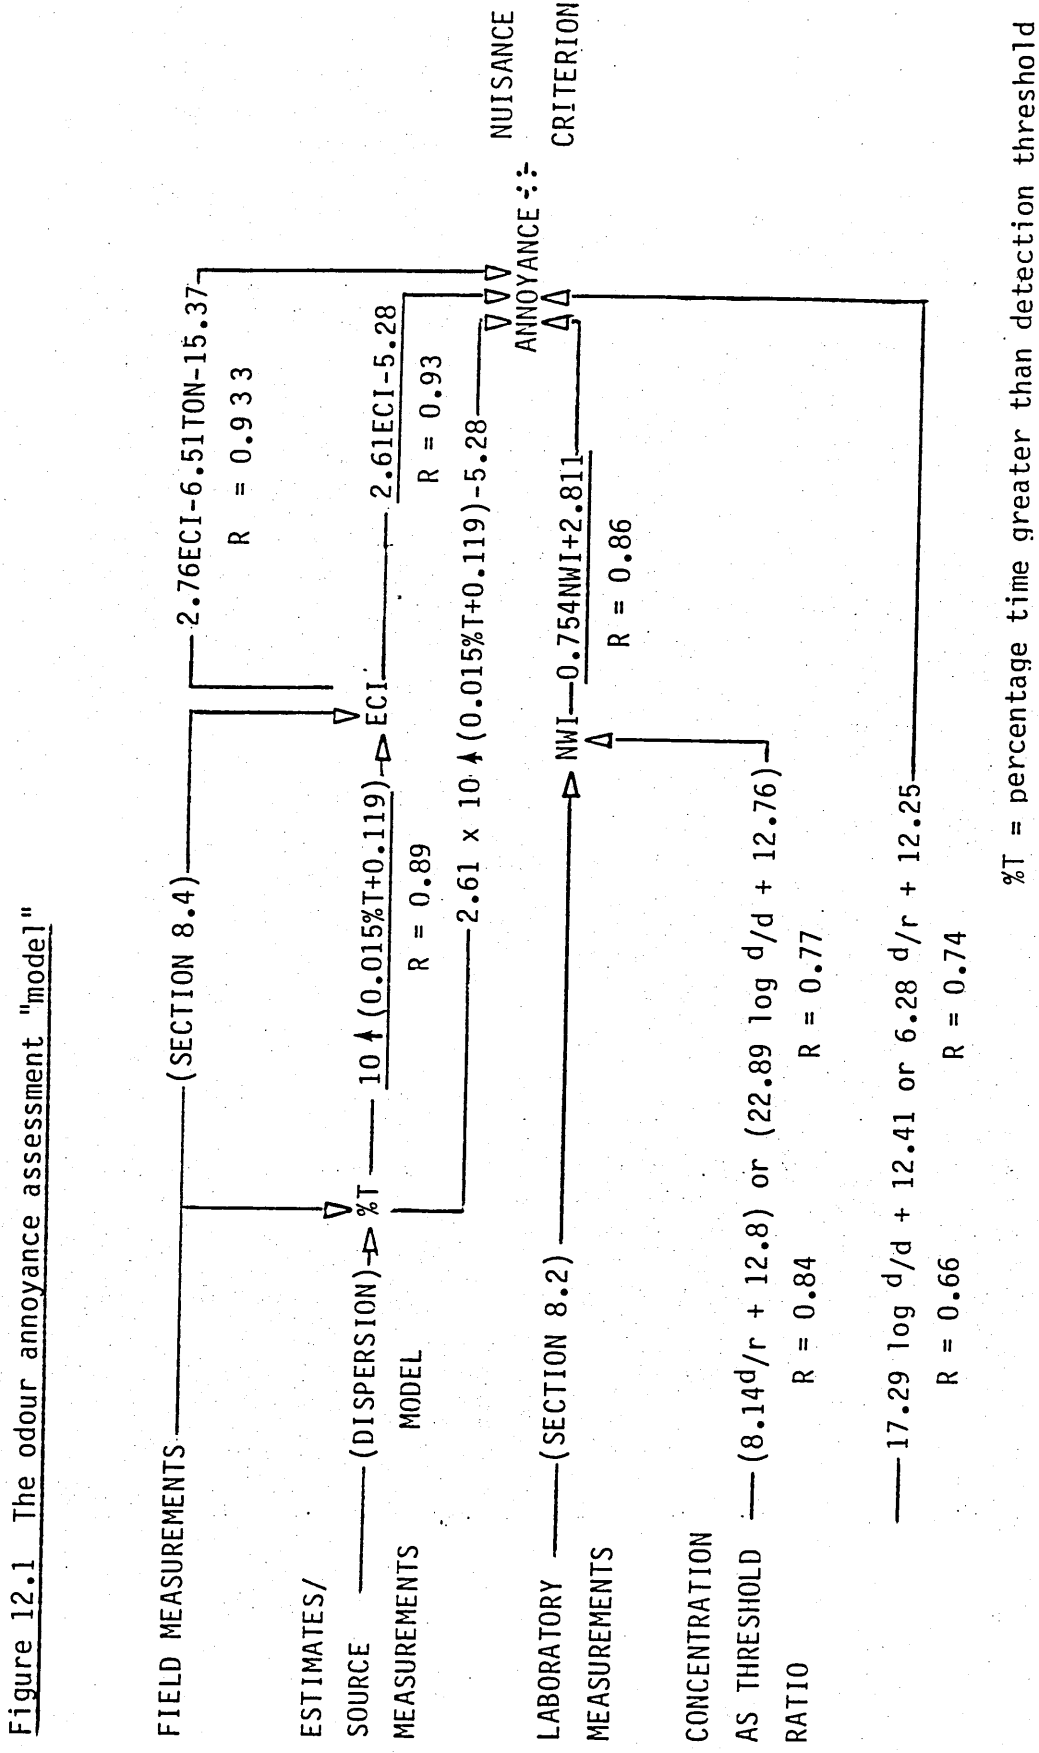 Figure 12.1 The odour annoyance assessment "model"
FIELD MEASUREMENTS
(SECTION 8.4)
2.76ECI-6.51TON-15.37
R = 0.933
ESTIMATES/
SOURCE
MEASUREMENTS
(DISPERSION)
MODEL
%T
10 ↑ (0.015%T+0.119)
R = 0.89
ECI
2.61ECI-5.28
R = 0.93
2.61 x 10 ↑ (0.015%T+0.119)-5.28
ANNOYANCE
NUISANCE
CRITERION
LABORATORY
MEASUREMENTS
(SECTION 8.2)
NWI
0.754NWI+2.811
R = 0.86
CONCENTRATION
AS THRESHOLD
RATIO
(8.14d/r + 12.8) or (22.89 log d/d + 12.76)
R = 0.84
R = 0.77
17.29 log d/d + 12.41 or 6.28 d/r + 12.25
R = 0.66
R = 0.74
%T = percentage time greater than detection threshold